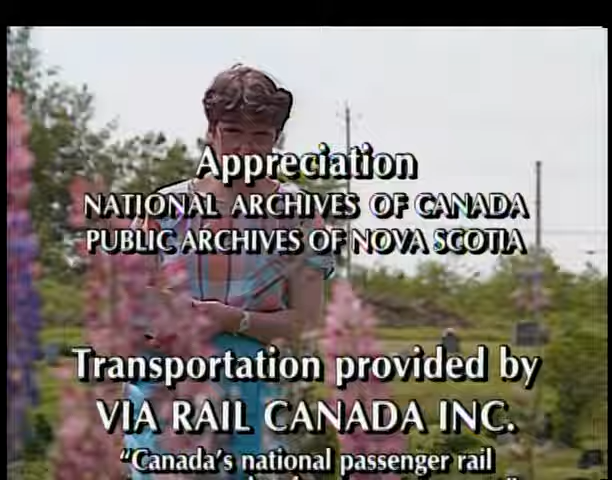 Appreciation
NATIONAL ARCHIVES OF CANADA
PUBLIC ARCHIVES OF NOVA SCOTIA
Transportation provided by
VIA RAIL CANADA INC.
“Canada's national passenger rail